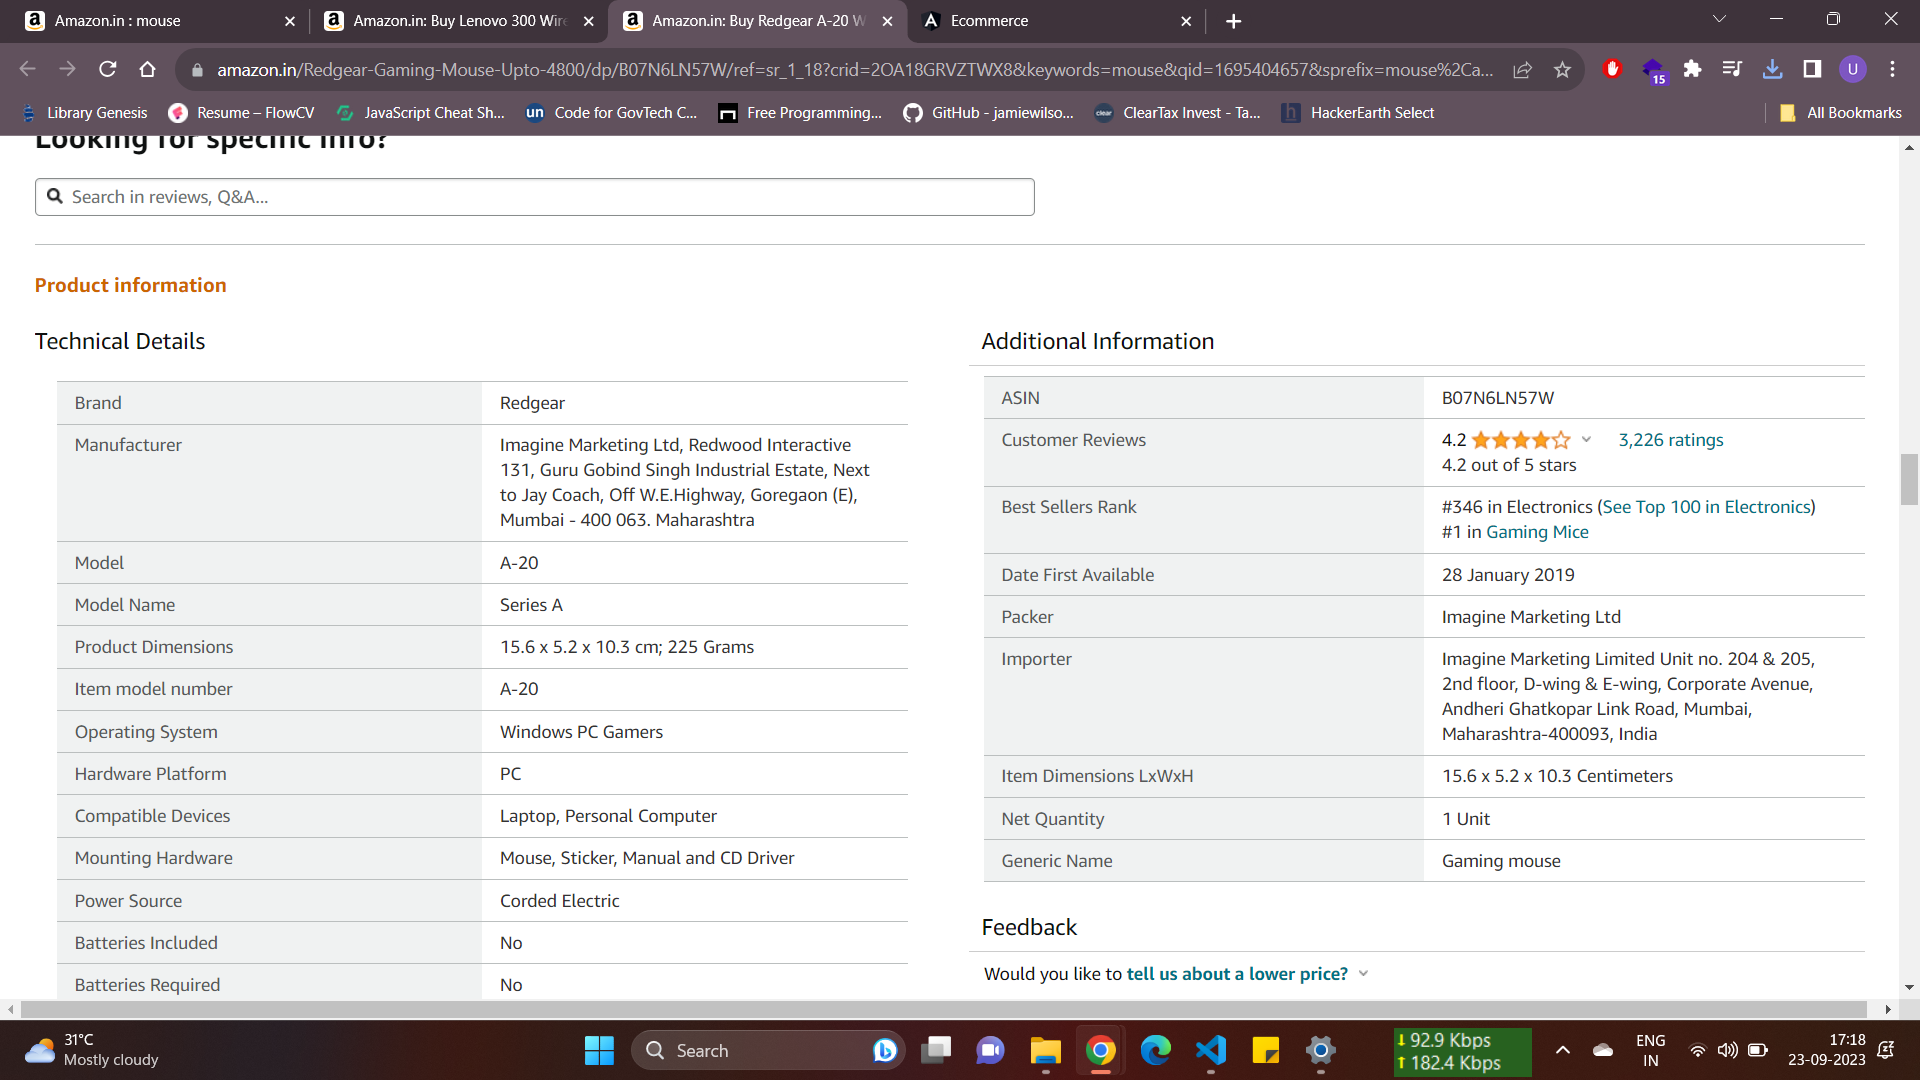 Amazon.in : mouse
Amazon.in: Buy Lenovo 300 Wire
Amazon.in: Buy Redgear A-20 W
Ecommerce
amazon.in/Redgear-Gaming-Mouse-Upto-4800/dp/B07N6LN57W/ref=sr_1_18?crid=2OA18GRVZTWX8&keywords=mouse&qid=1695404657&sprefix=mouse%2Ca...
15
U
Library Genesis
Resume – FlowCV
JavaScript Cheat Sh...
un
Code for GovTech C...
Free Programming...
GitHub - jamiewilso...
clear
ClearTax Invest - Ta...
h
HackerEarth Select
All Bookmarks
Looking for specific info?
Search in reviews, Q&A...
Product information
Technical Details
Brand Redgear
Manufacturer Imagine Marketing Ltd, Redwood Interactive
131, Guru Gobind Singh Industrial Estate, Next
to Jay Coach, Off W.E.Highway, Goregaon (E),
Mumbai - 400 063. Maharashtra
Model A-20
Model Name Series A
Product Dimensions 15.6 x 5.2 x 10.3 cm; 225 Grams
Item model number A-20
Operating System Windows PC Gamers
Hardware Platform PC
Compatible Devices Laptop, Personal Computer
Mounting Hardware Mouse, Sticker, Manual and CD Driver
Power Source Corded Electric
Batteries Included No
Batteries Required No
Additional Information
ASIN B07N6LN57W
Customer Reviews 4.2 3,226 ratings
4.2 out of 5 stars
Best Sellers Rank #346 in Electronics (See Top 100 in Electronics)
#1 in Gaming Mice
Date First Available 28 January 2019
Packer Imagine Marketing Ltd
Importer Imagine Marketing Limited Unit no. 204 & 205,
2nd floor, D-wing & E-wing, Corporate Avenue,
Andheri Ghatkopar Link Road, Mumbai,
Maharashtra-400093, India
Item Dimensions LxWxH 15.6 x 5.2 x 10.3 Centimeters
Net Quantity 1 Unit
Generic Name Gaming mouse
Feedback
Would you like to tell us about a lower price?
31°C
Mostly cloudy
Search
92.9 Kbps
182.4 Kbps
ENG
IN
17:18
23-09-2023